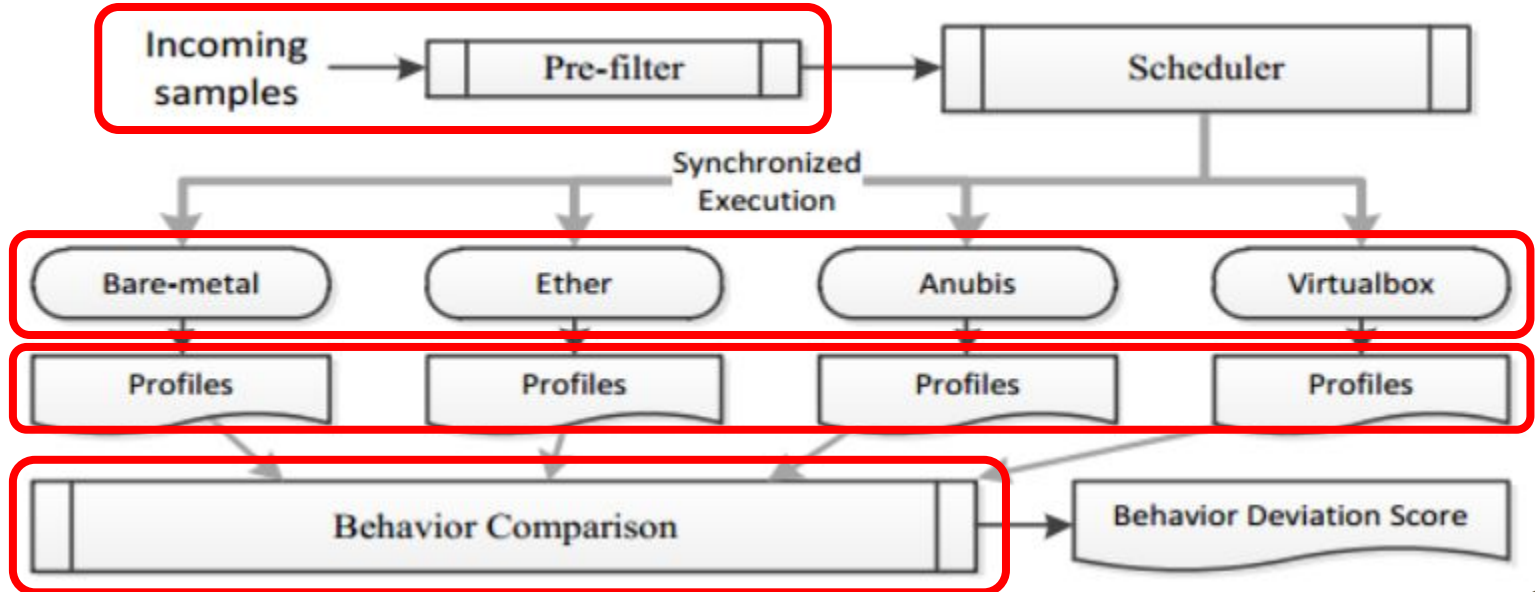 Incoming
samples
Pre-filter
Scheduler
Synchronized
Execution
Bare-metal
Ether
Anubis
Virtualbox
Profiles
Profiles
Profiles
Profiles
Behavior Comparison
Behavior Deviation Score